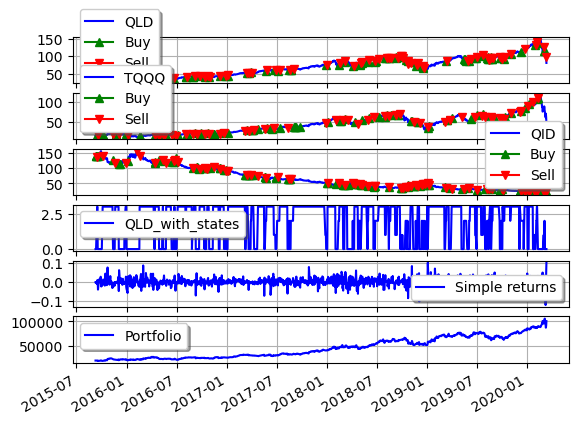 QLD
Buy
Sell
150
100
50
TQQQ
Buy
Sell
100
50
QID
Buy
Sell
150
100
50
QLD_with_states
2.5
0.0
Simple returns
0.1
0.0
−0.1
Portfolio
100000
50000
2015-07
2016-01
2016-07
2017-01
2017-07
2018-01
2018-07
2019-01
2019-07
2020-01